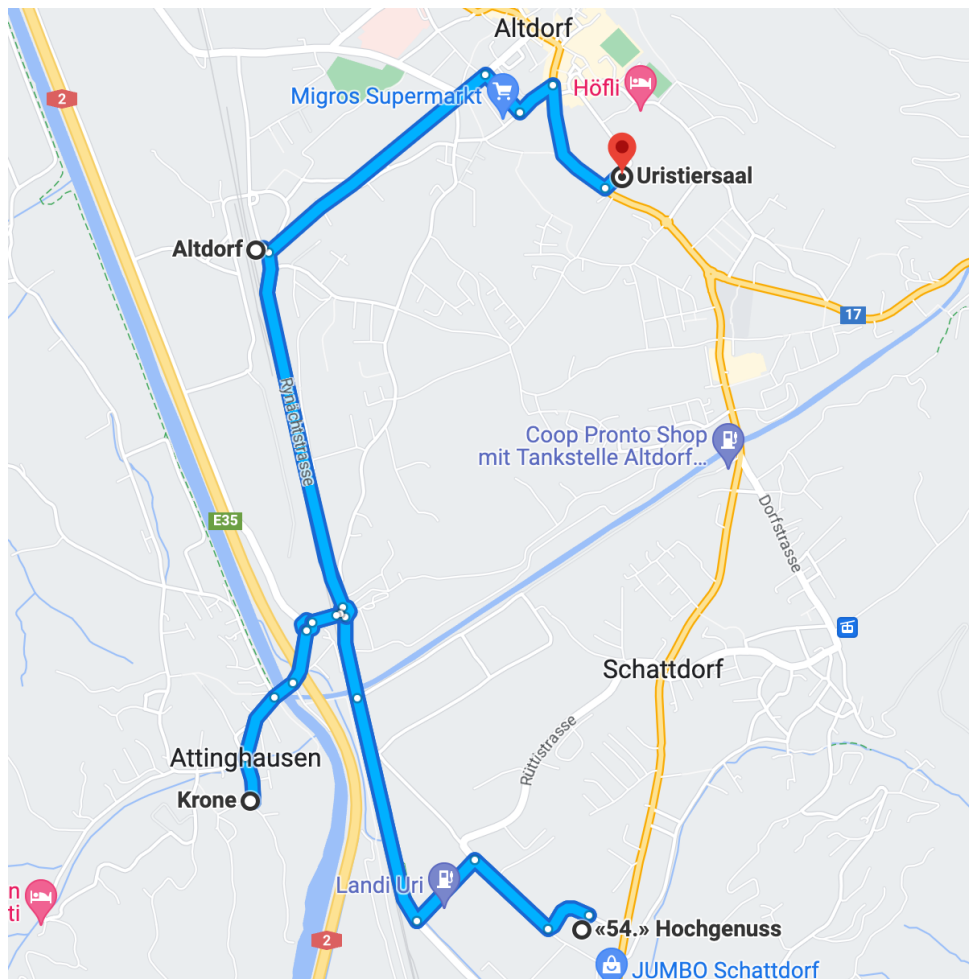 Altdorf
2
Höfli
Migros Supermarkt
Uristiersaal
Altdorf
17
Rynächtstrasse
Coop Pronto Shop
mit Tankstelle Altdorf…
E35
Dorfstrasse
Schattdorf
Rüttistrasse
Attinghausen
Krone
Landi Uri
n
ti
«54.» Hochgenuss
2
JUMBO Schattdorf